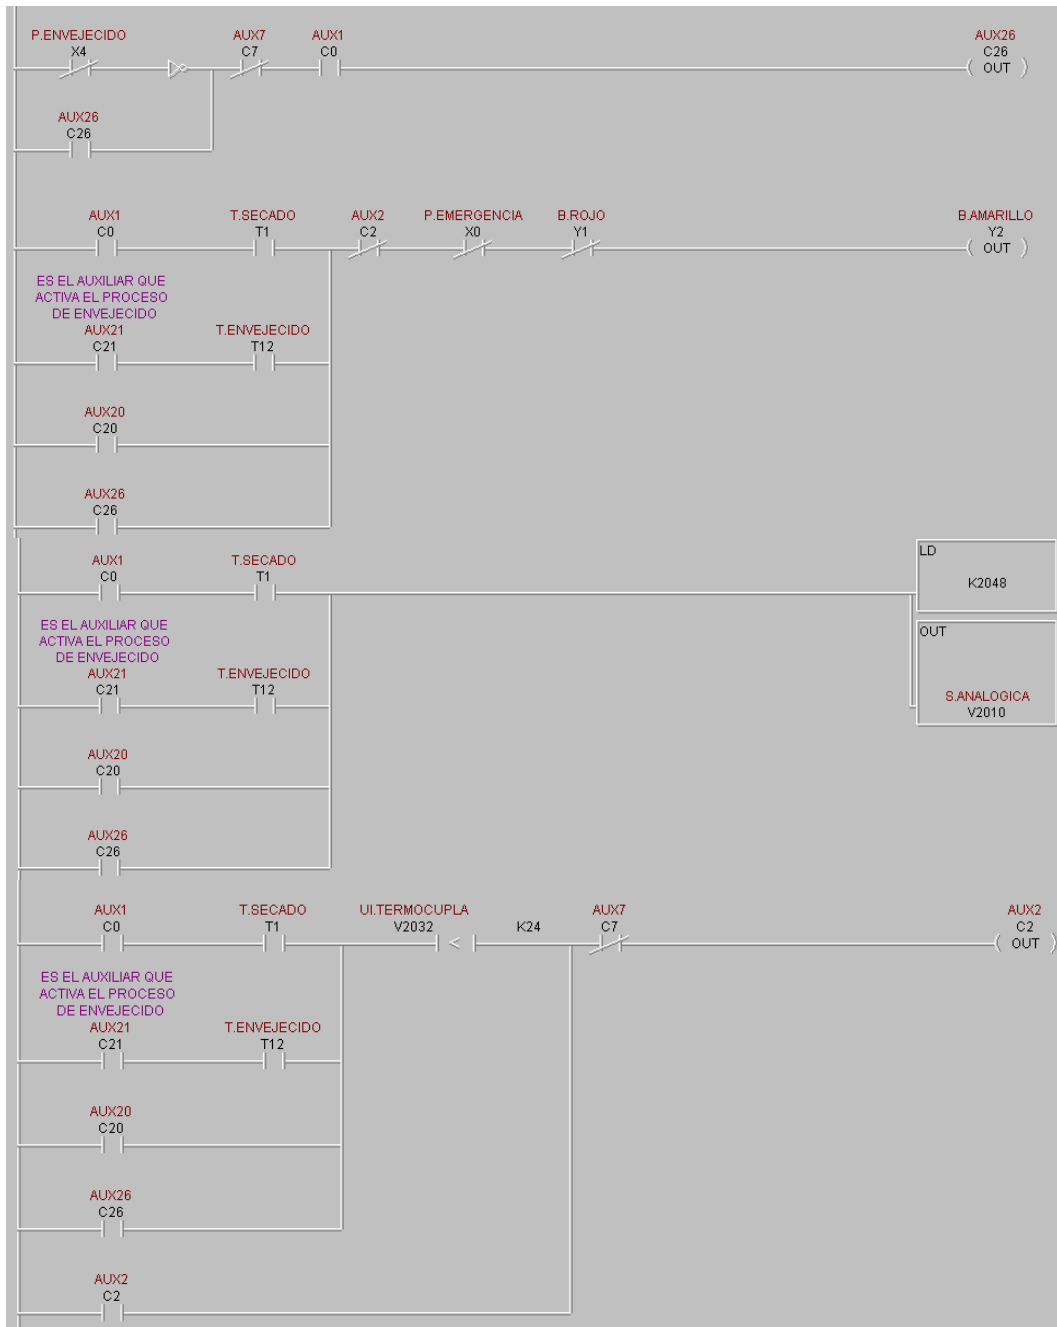 P.ENVEJECIDO AUX7 AUX1 AUX26
X4 C7 C0 C26
OUT
AUX26
C26
AUX1 T.SECADO AUX2 P.EMERGENCIA B.ROJO B.AMARILLO
C0 T1 C2 X0 Y1 Y2
OUT
ES EL AUXILIAR QUE
ACTIVA EL PROCESO
DE ENVEJECIDO
AUX21 T.ENVEJECIDO
C21 T12
AUX20
C20
AUX26
C26
LD
AUX1 T.SECADO
C0 T1 K2048
ES EL AUXILIAR QUE
ACTIVA EL PROCESO
DE ENVEJECIDO
OUT
AUX21 T.ENVEJECIDO
C21 T12
S.ANALOGICA
V2010
AUX20
C20
AUX26
C26
AUX1 T.SECADO UI.TERMOCUPLA AUX7 AUX2
C0 T1 V2032 K24 C7 C2
< OUT
ES EL AUXILIAR QUE
ACTIVA EL PROCESO
DE ENVEJECIDO
AUX21 T.ENVEJECIDO
C21 T12
AUX20
C20
AUX26
C26
AUX2
C2